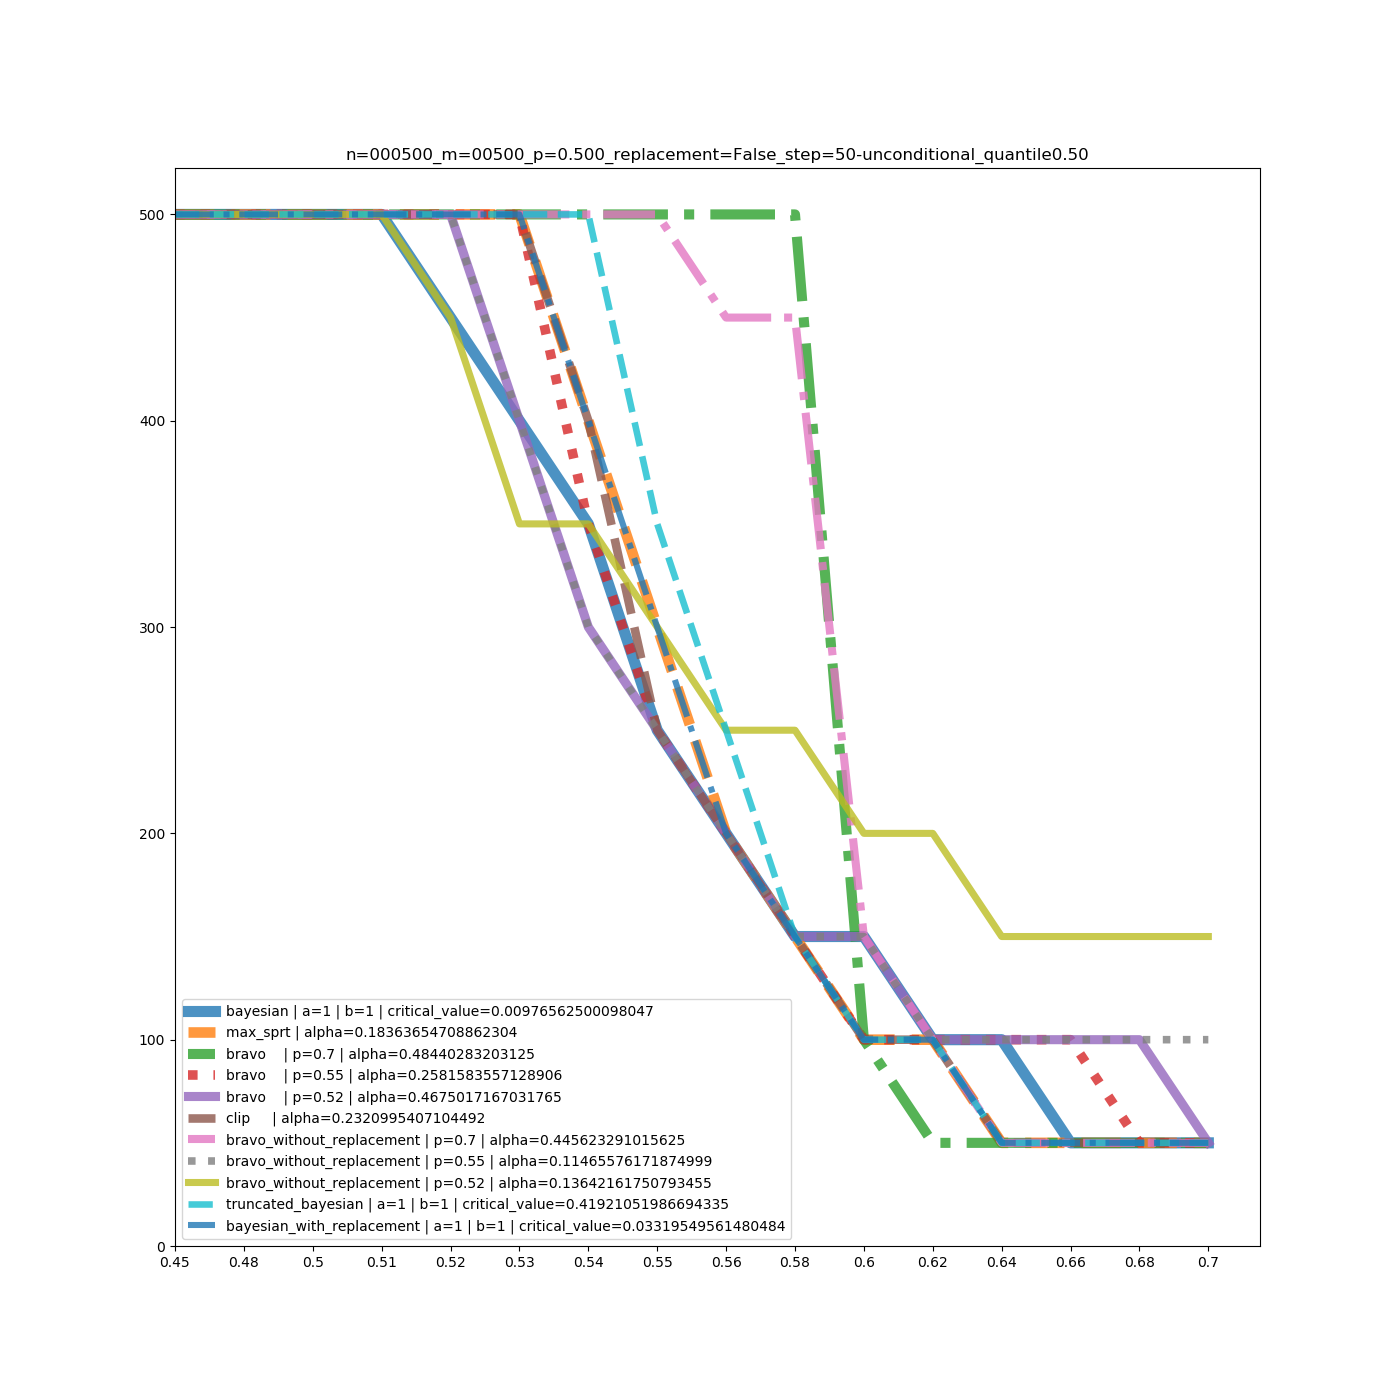 n=000500_m=00500_p=0.500_replacement=False_step=50-unconditional_quantile0.50
500
400
300
200
100
0
bayesian | a=1 | b=1 | critical_value=0.00976562500098047
max_sprt | alpha=0.18363654708862304
bravo | p=0.7 | alpha=0.48440283203125
bravo | p=0.55 | alpha=0.2581583557128906
bravo | p=0.52 | alpha=0.4675017167031765
clip | alpha=0.2320995407104492
bravo_without_replacement | p=0.7 | alpha=0.445623291015625
bravo_without_replacement | p=0.55 | alpha=0.11465576171874999
bravo_without_replacement | p=0.52 | alpha=0.13642161750793455
truncated_bayesian | a=1 | b=1 | critical_value=0.41921051986694335
bayesian_with_replacement | a=1 | b=1 | critical_value=0.03319549561480484
0.45 0.48 0.5 0.51 0.52 0.53 0.54 0.55 0.56 0.58 0.6 0.62 0.64 0.66 0.68 0.7